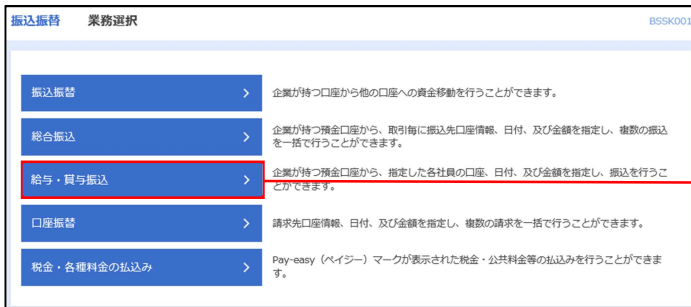 振込振替 業務選択 BSSK001
振込振替 企業が持つ口座から他の口座への資金移動を行うことができます。
総合振込 企業が持つ預金口座から、取引毎に振込先口座情報、日付、及び金額を指定し、複数の振込
を一括で行うことができます。
給与・賞与振込 企業が持つ預金口座から、指定した各社員の口座、日付、及び金額を指定し、振込を行うこ
とができます。
口座振替 請求先口座情報、日付、及び金額を指定し、複数の請求を一括で行うことができます。
税金・各種料金の払込み Pay-easy（ペイジー）マークが表示された税金・公共料金等の払込みを行うことができま
す。